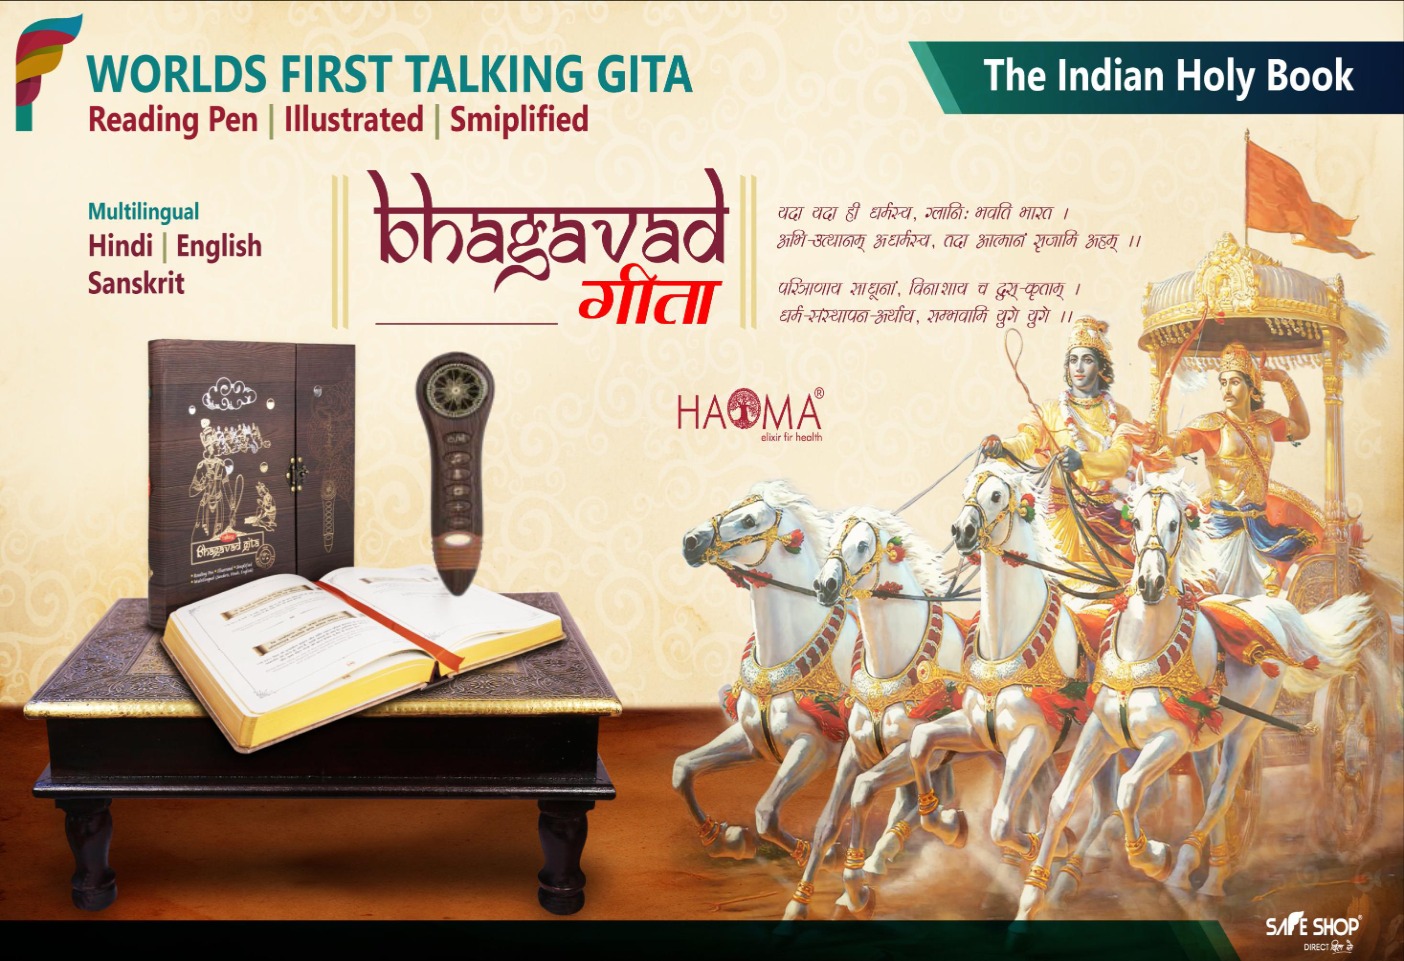 WORLDS FIRST TALKING GITA
Reading Pen | Illustrated | Smiplified
The Indian Holy Book
Multilingual
Hindi | English
Sanskrit
bhagavad
गीता
यदा यदा ही धर्मस्य, ग्लानि: भवति भारत ।
अभि-उत्थानम् अधर्मस्य, तदा आत्मानं सृजामि अहम् ।।
परित्राणाय साधूनां, विनाशाय च दुस्-कृताम् ।
धर्म-संस्थापन-अर्थाय, सम्भवामि युगे युगे ।।
HAOMA®
elixir fir health
bhagavad gita
SAFE SHOP®
DIRECT दिल से